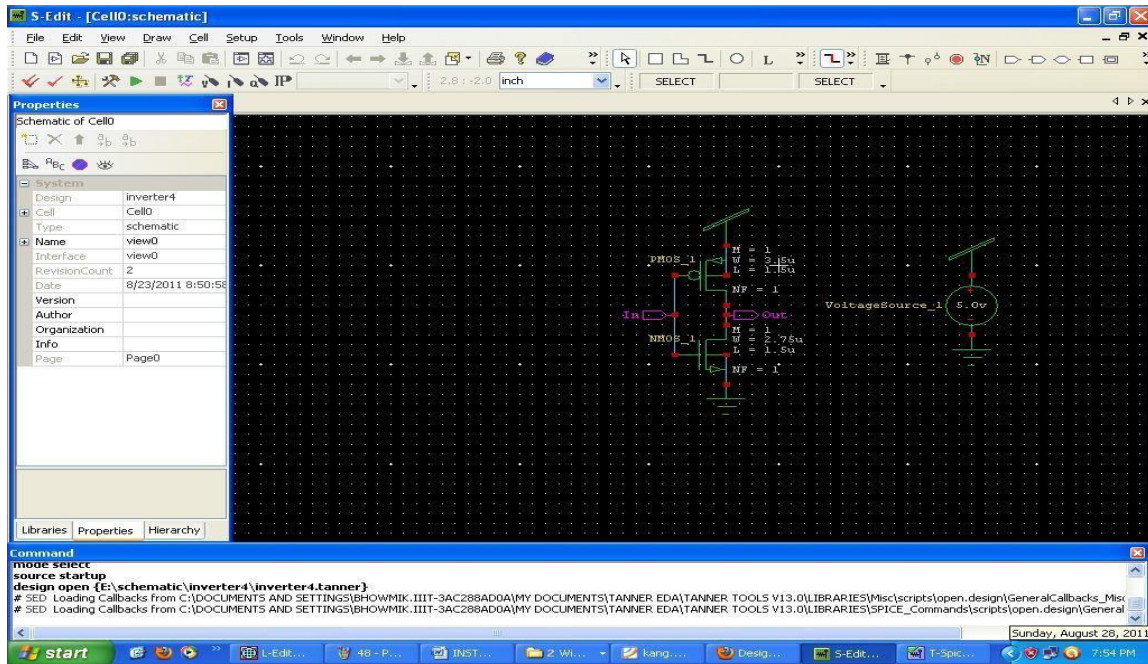 S-Edit - [Cell0:schematic]
File Edit View Draw Cell Setup Tools Window Help
2.8 : -2.0 inch SELECT SELECT
Properties
Schematic of Cell0
System
Design inverter4
Cell Cell0
Type schematic
Name view0
Interface view0
RevisionCount 2
Date 8/23/2011 8:50:58
Version
Author
Organization
Info
Page Page0
Libraries Properties Hierarchy
PMOS_1
M = 1
W = 3.5u
L = 1.5u
NF = 1
In
Out
NMOS_1
M = 1
W = 2.75u
L = 1.5u
NF = 1
VoltageSource_1
5.0v
Command
mode select
source startup
design open {E:\schematic\inverter4\inverter4.tanner}
# SED Loading Callbacks from C:\DOCUMENTS AND SETTINGS\BHOWMIK.IIIT-3AC288AD0A\MY DOCUMENTS\TANNER EDA\TANNER TOOLS V13.0\LIBRARIES\Misc\scripts\open.design\GeneralCallbacks_Misc
# SED Loading Callbacks from C:\DOCUMENTS AND SETTINGS\BHOWMIK.IIIT-3AC288AD0A\MY DOCUMENTS\TANNER EDA\TANNER TOOLS V13.0\LIBRARIES\SPICE_Commands\scripts\open.design\General
Sunday, August 28, 2011
start L-Edit... 48 - P... INST... 2 Wi... kang.... Desig... S-Edit... T-Spic... 7:54 PM